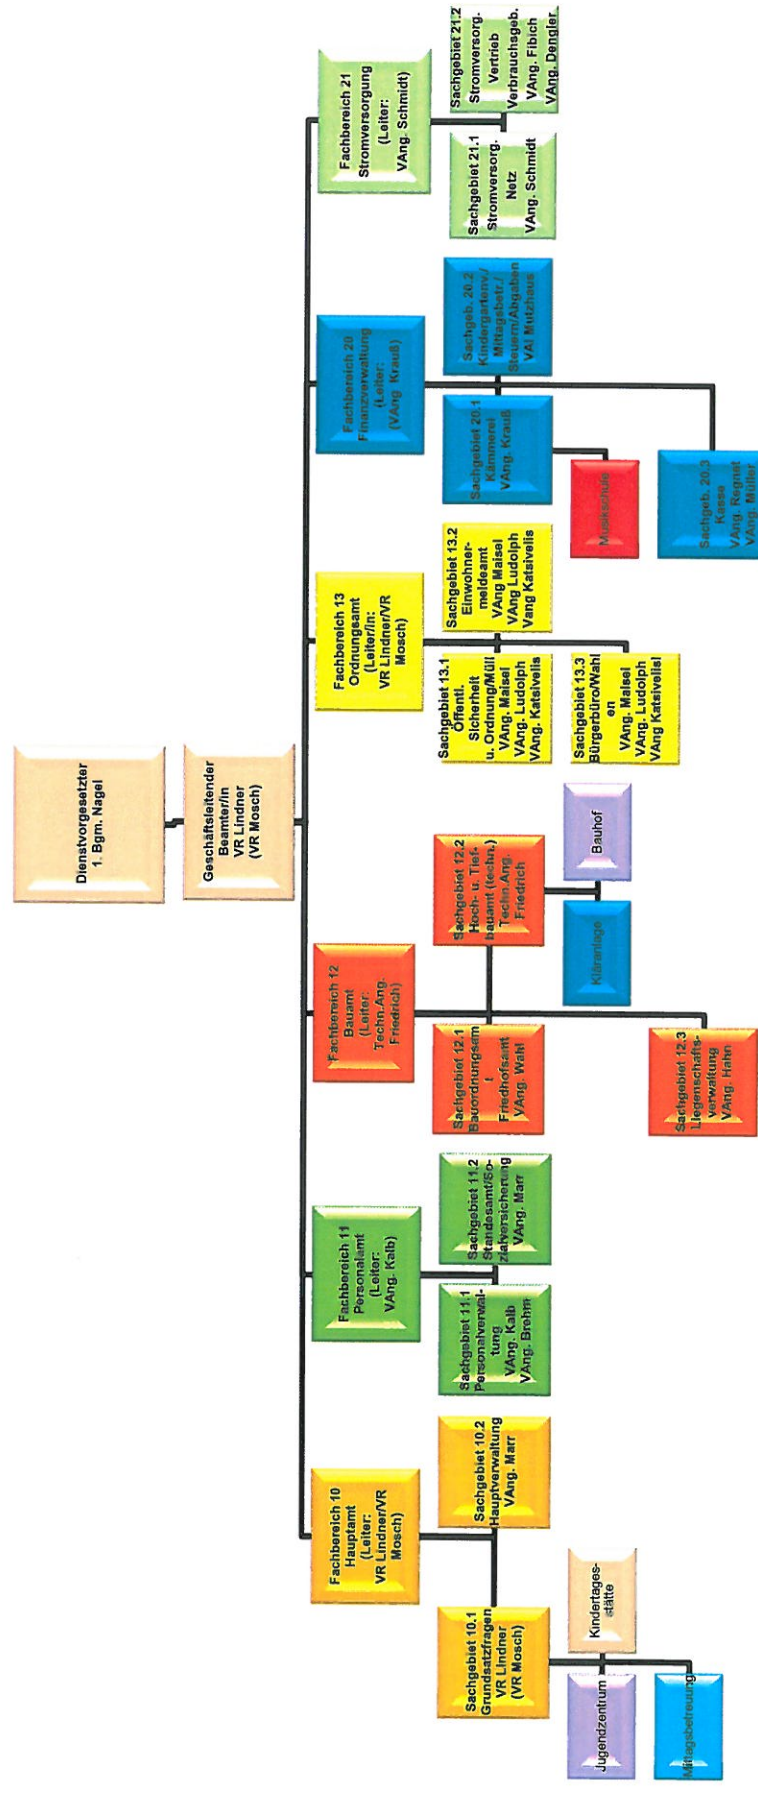 Dienstvorgesetzter
1. Bgm. Nagel
Geschäftsleitender
Beamter/in
VR Lindner
(VR Mosch)
Fachbereich 10
Hauptamt
(Leiter:
VR Lindner/VR
Mosch)
Sachgebiet 10.1
Grundsatzfragen
VR Lindner
(VR Mosch)
Sachgebiet 10.2
Hauptverwaltung
VAng. Marr
Jugendzentrum
Kindertages-
stätte
Mittagsbetreuung
Fachbereich 11
Personalamt
(Leiter:
VAng. Kalb)
Sachgebiet 11.1
Personalverwal-
tung
VAng. Kalb
VAng. Brehm
Sachgebiet 11.2
Standesamt/So-
zialversicherung
VAng. Marr
Fachbereich 12
Bauamt
(Leiter:
Techn.Ang.
Friedrich)
Sachgebiet 12.1
Bauordnungsam
t
Friedhofsamt
VAng. Wahl
Sachgebiet 12.2
Hoch- u. Tief-
bauamt (techn.)
Techn.Ang.
Friedrich
Kläranlage
Bauhof
Sachgebiet 12.3
Liegenschafts-
verwaltung
VAng. Hahn
Fachbereich 13
Ordnungsamt
(Leiter/in:
VR Lindner/VR
Mosch)
Sachgebiet 13.1
Öffentl.
Sicherheit
u. Ordnung/Müll
VAng. Maisel
VAng. Ludolph
VAng. Katsivelis
Sachgebiet 13.2
Einwohner-
meldeamt
VAng Maisel
VAng Ludolph
Vang Katsivelis
Sachgebiet 13.3
Bürgerbüro/Wahl
en
VAng. Maisel
VAng. Ludolph
VAng Katsivelisl
Fachbereich 20
Finanzverwaltung
(Leiter:
(VAng Krauß)
Sachgebiet 20.1
Kämmerei
VAng. Krauß
Sachgeb. 20.2
Kindergartenv./
Mittagsbetr./
Steuern/Abgaben
VAI Mutzhaus
Musikschule
Sachgeb. 20.3
Kasse
VAng. Regnet
VAng. Müller
Fachbereich 21
Stromversorgung
(Leiter:
VAng. Schmidt)
Sachgebiet 21.1
Stromversorg.
Netz
VAng. Schmidt
Sachgebiet 21.2
Stromversorg.
Vertrieb
Verbrauchsgeb.
VAng. Fibich
VAng. Dengler